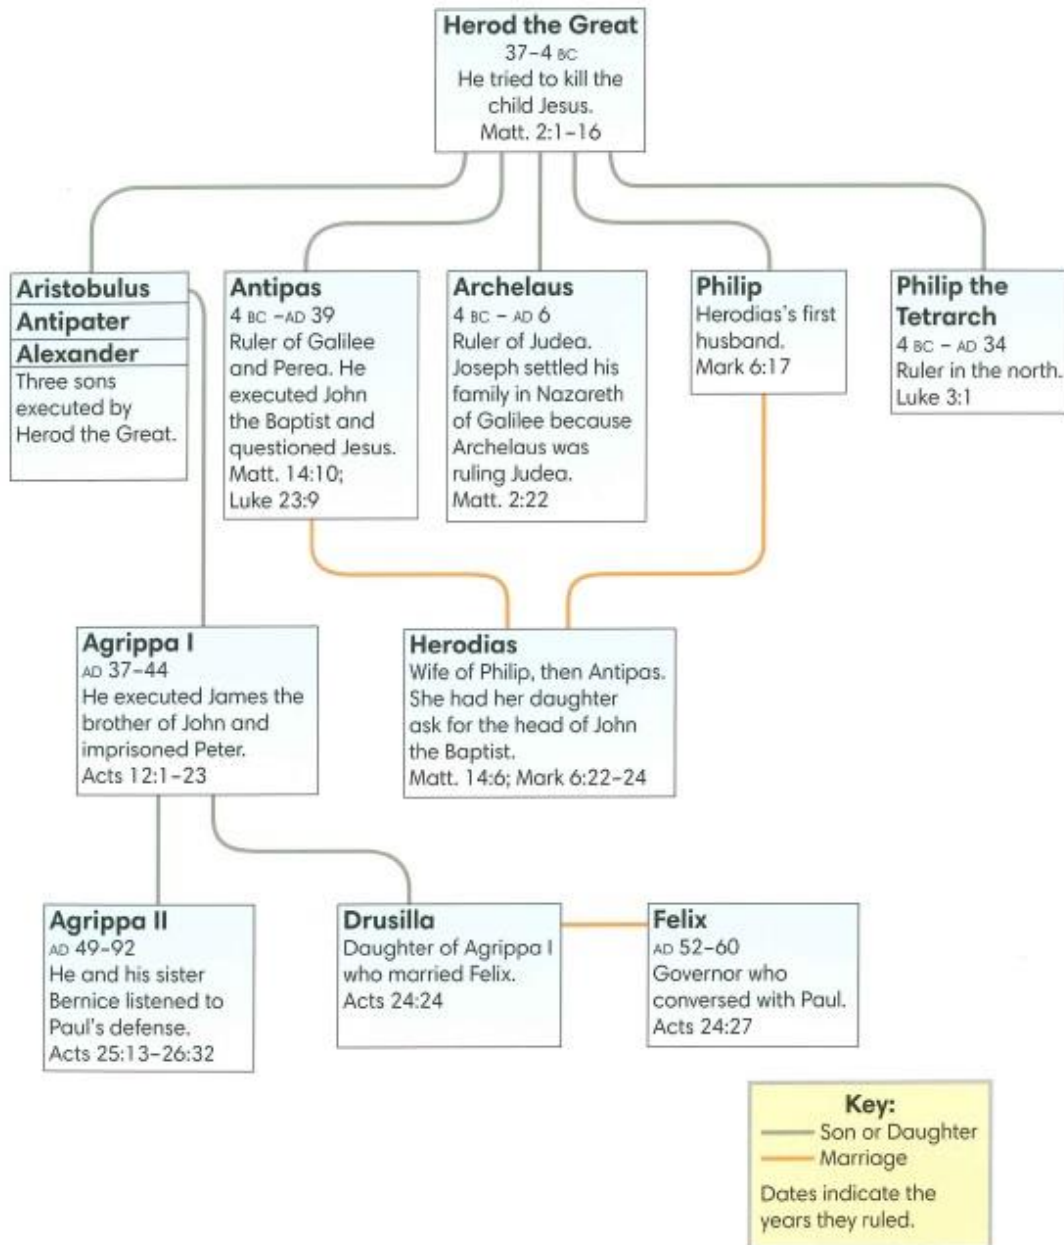 Herod the Great
37–4 BC
He tried to kill the
child Jesus.
Matt. 2:1–16
Aristobulus
Antipater
Alexander
Three sons
executed by
Herod the Great.
Antipas
4 BC –AD 39
Ruler of Galilee
and Perea. He
executed John
the Baptist and
questioned Jesus.
Matt. 14:10;
Luke 23:9
Archelaus
4 BC – AD 6
Ruler of Judea.
Joseph settled his
family in Nazareth
of Galilee because
Archelaus was
ruling Judea.
Matt. 2:22
Philip
Herodias's first
husband.
Mark 6:17
Philip the
Tetrarch
4 BC – AD 34
Ruler in the north.
Luke 3:1
Agrippa I
AD 37–44
He executed James the
brother of John and
imprisoned Peter.
Acts 12:1–23
Herodias
Wife of Philip, then Antipas.
She had her daughter
ask for the head of John
the Baptist.
Matt. 14:6; Mark 6:22–24
Agrippa II
AD 49–92
He and his sister
Bernice listened to
Paul's defense.
Acts 25:13–26:32
Drusilla
Daughter of Agrippa I
who married Felix.
Acts 24:24
Felix
AD 52–60
Governor who
conversed with Paul.
Acts 24:27
Key:
Son or Daughter
Marriage
Dates indicate the
years they ruled.